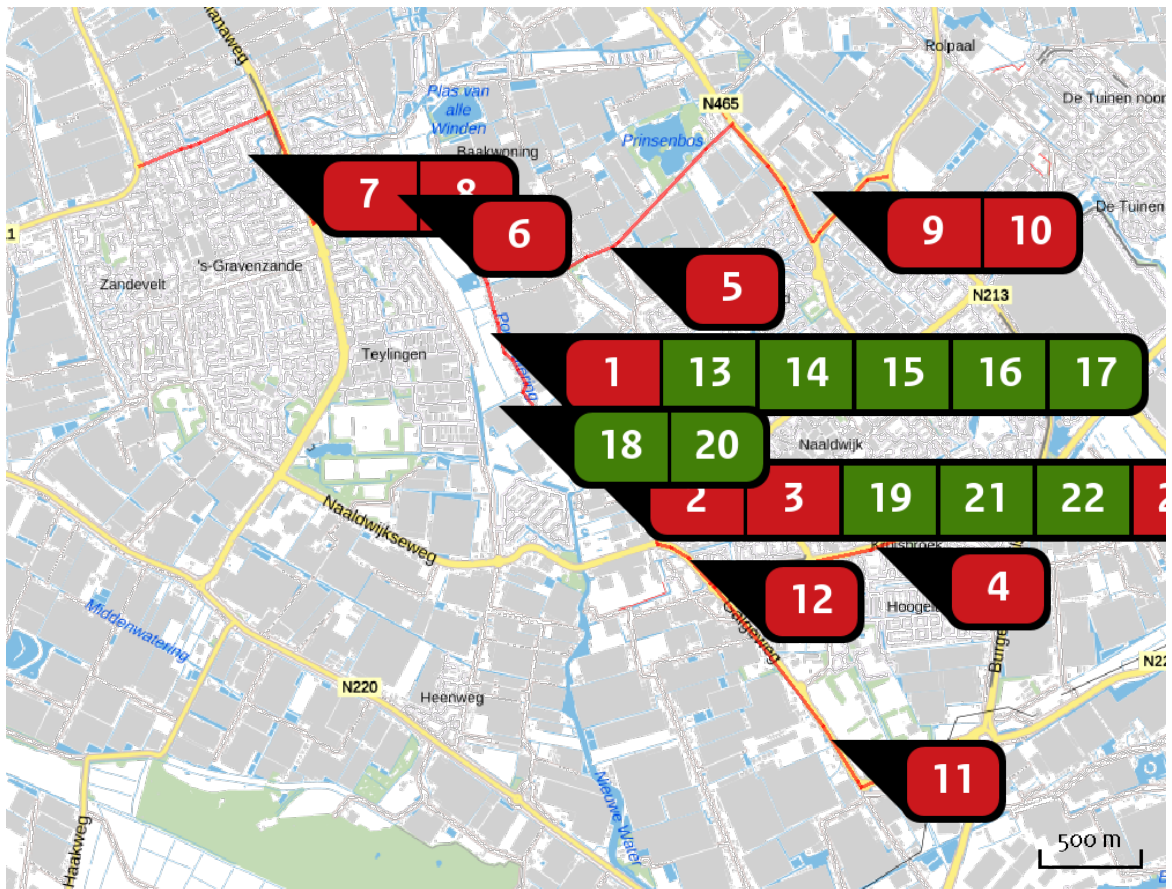 Rolpaal
De Tuinen noor
Plas van
alle
Winden
N465
Prinsenbos
Baakwoning
7
8
6
De Tuinen
9
10
11
's-Gravenzande
Zandevelt
5
N213
Teylingen
1
13
14
15
16
17
18
20
Naaldwijk
2
3
19
21
22
Naaldwijkseweg
4
12
Middenwatering
N220
Heenweg
Nieuwe Water
Haakweg
500 m